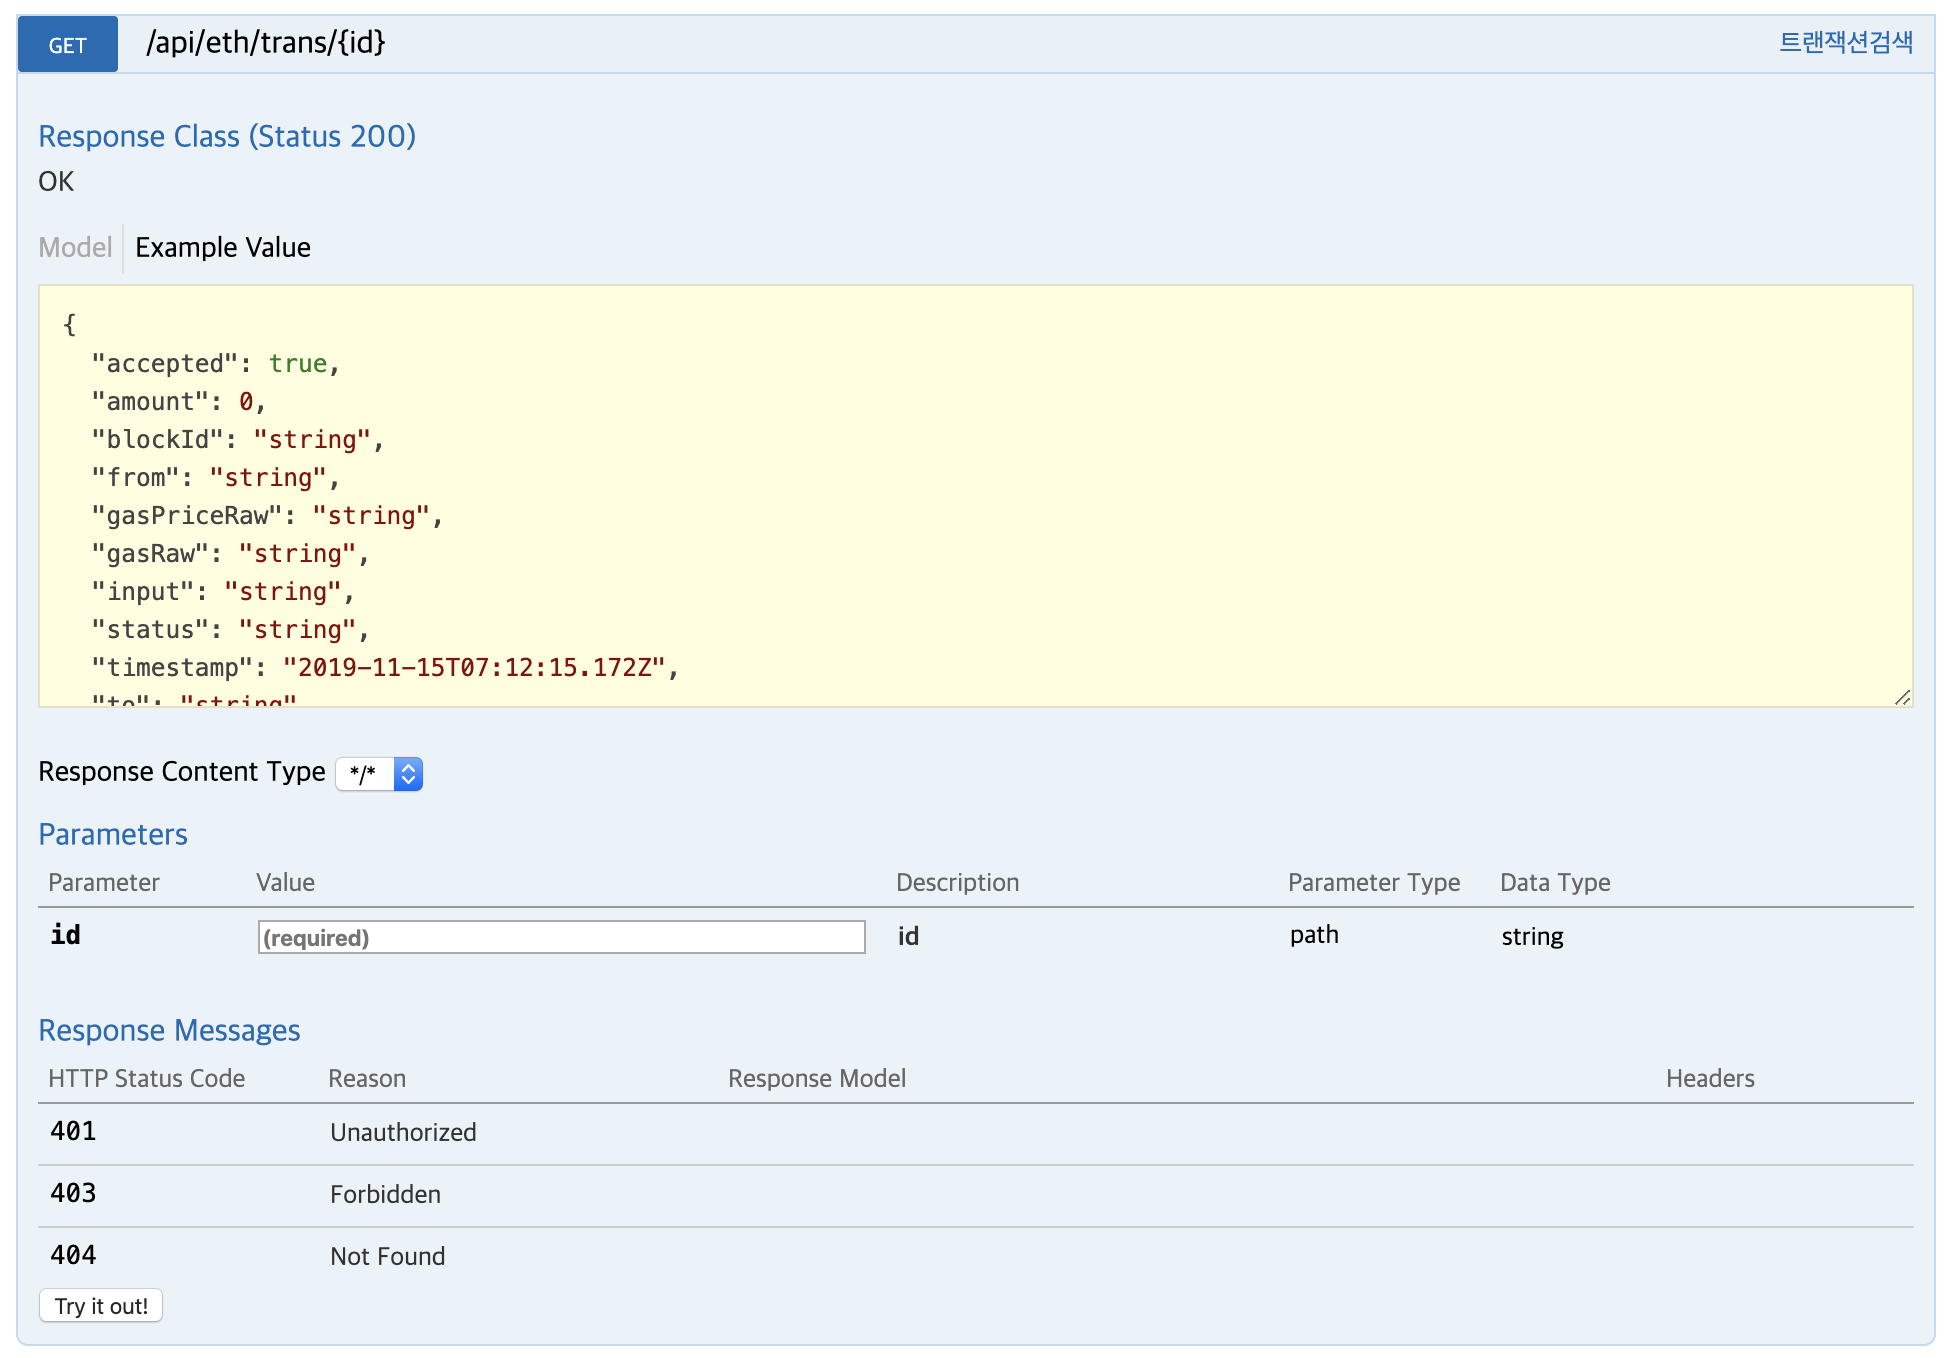 GET /api/eth/trans/{id} 트랜잭션검색
Response Class (Status 200)
OK
Model Example Value
{
"accepted": true,
"amount": 0,
"blockId": "string",
"from": "string",
"gasPriceRaw": "string",
"gasRaw": "string",
"input": "string",
"status": "string",
"timestamp": "2019-11-15T07:12:15.172Z",
"to": "string"
Response Content Type */*
Parameters
Parameter Value Description Parameter Type Data Type
id (required) id path string
Response Messages
HTTP Status Code Reason Response Model Headers
401 Unauthorized
403 Forbidden
404 Not Found
Try it out!